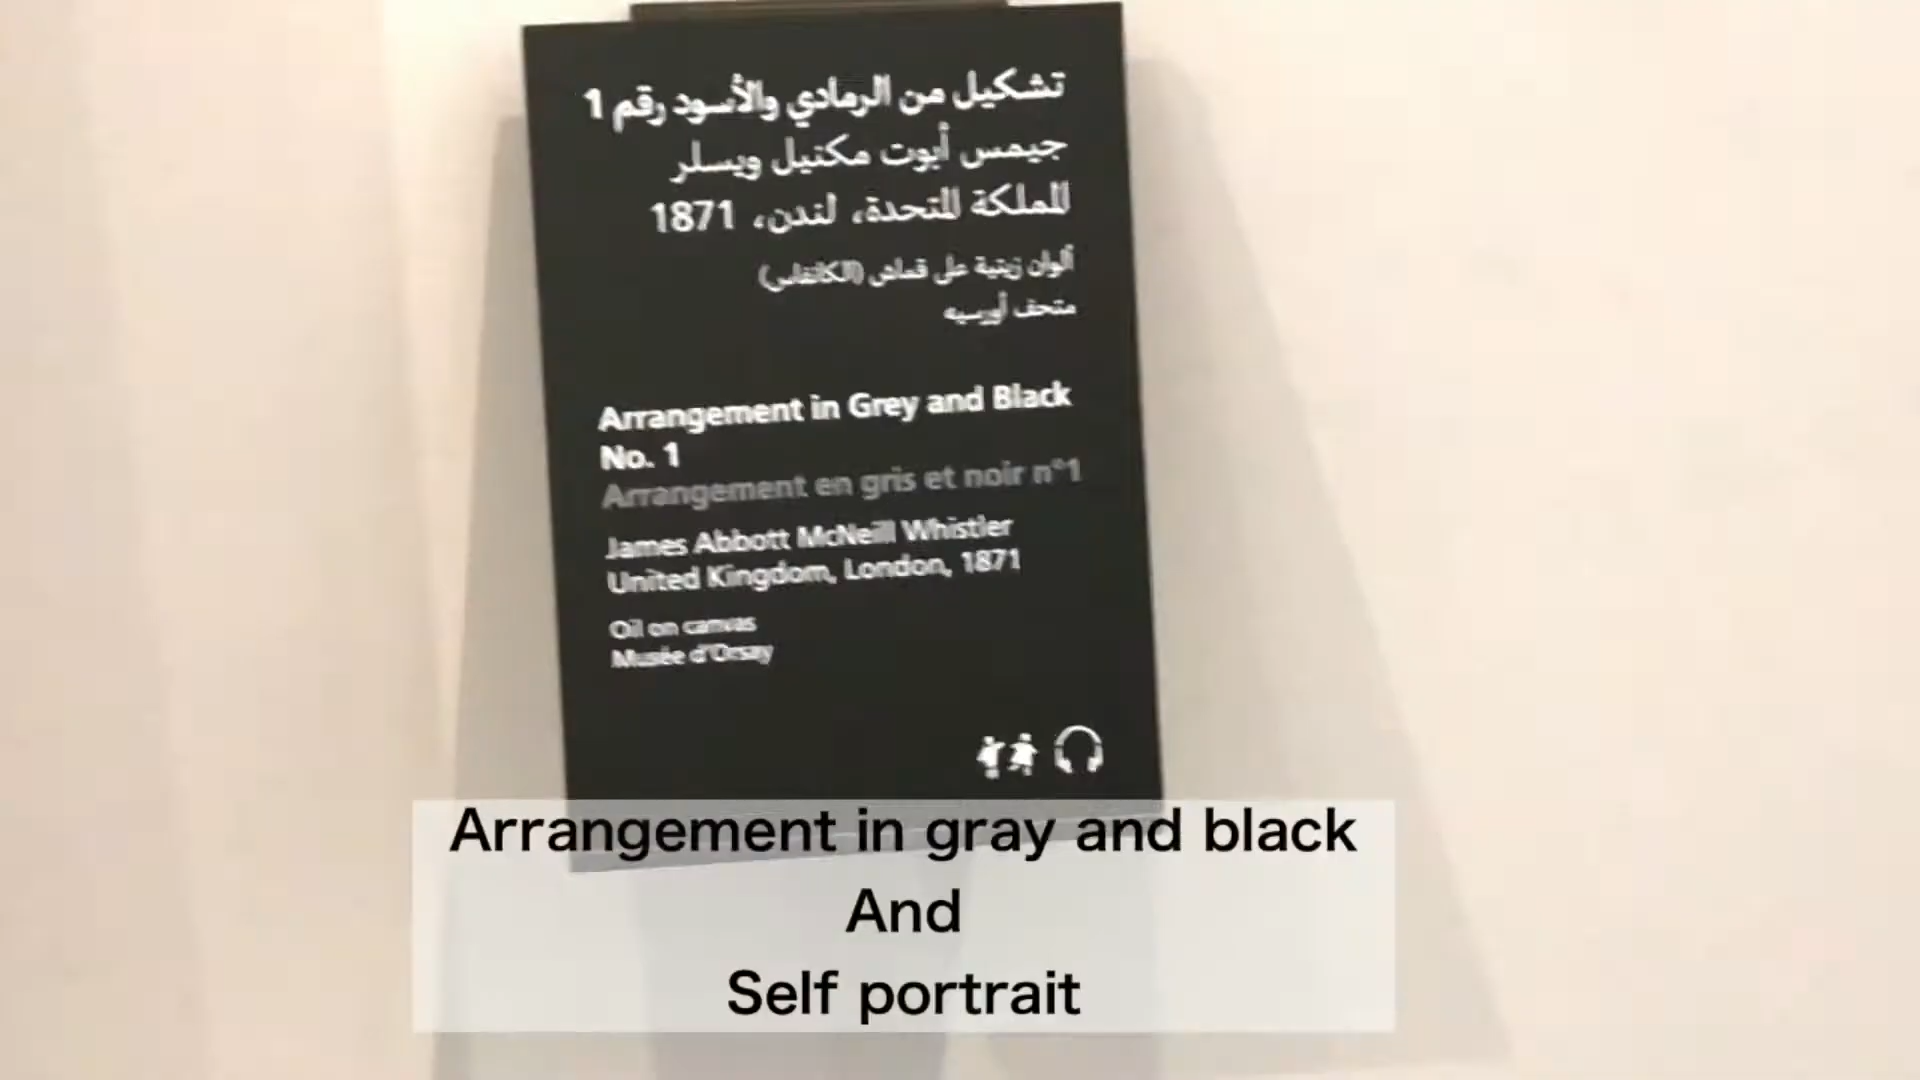 تشكيل من الرمادي والأسود رقم 1
جيمس أبوت مكنيل ويسلر
المملكة المتحدة، لندن، 1871
ألوان زيتية على قماش (الكانفاس)
متحف أورسيه
Arrangement in Grey and Black
No. 1
Arrangement en gris et noir n°1
James Abbott McNeill Whistler
United Kingdom, London, 1871
Oil on canvas
Musée d'Orsay
Arrangement in gray and black
And
Self portrait